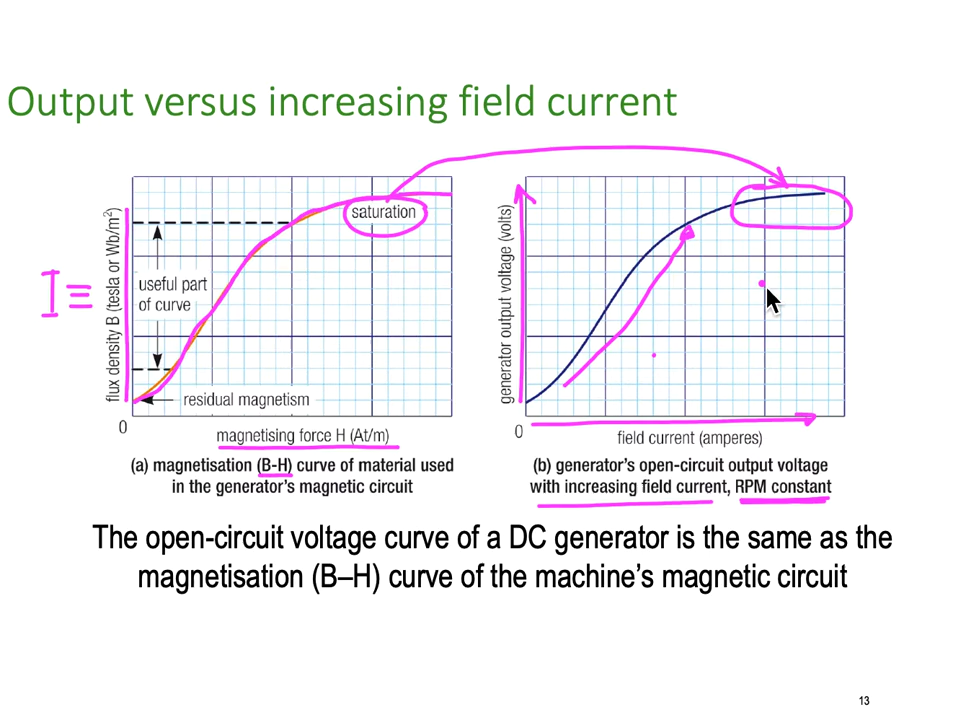 Output versus increasing field current
flux density B (tesla or Wb/m²)
saturation
useful part
of curve
residual magnetism
0
magnetising force H (At/m)
(a) magnetisation (B-H) curve of material used
in the generator's magnetic circuit
generator output voltage (volts)
0
field current (amperes)
(b) generator's open-circuit output voltage
with increasing field current, RPM constant
The open-circuit voltage curve of a DC generator is the same as the
magnetisation (B–H) curve of the machine's magnetic circuit
13